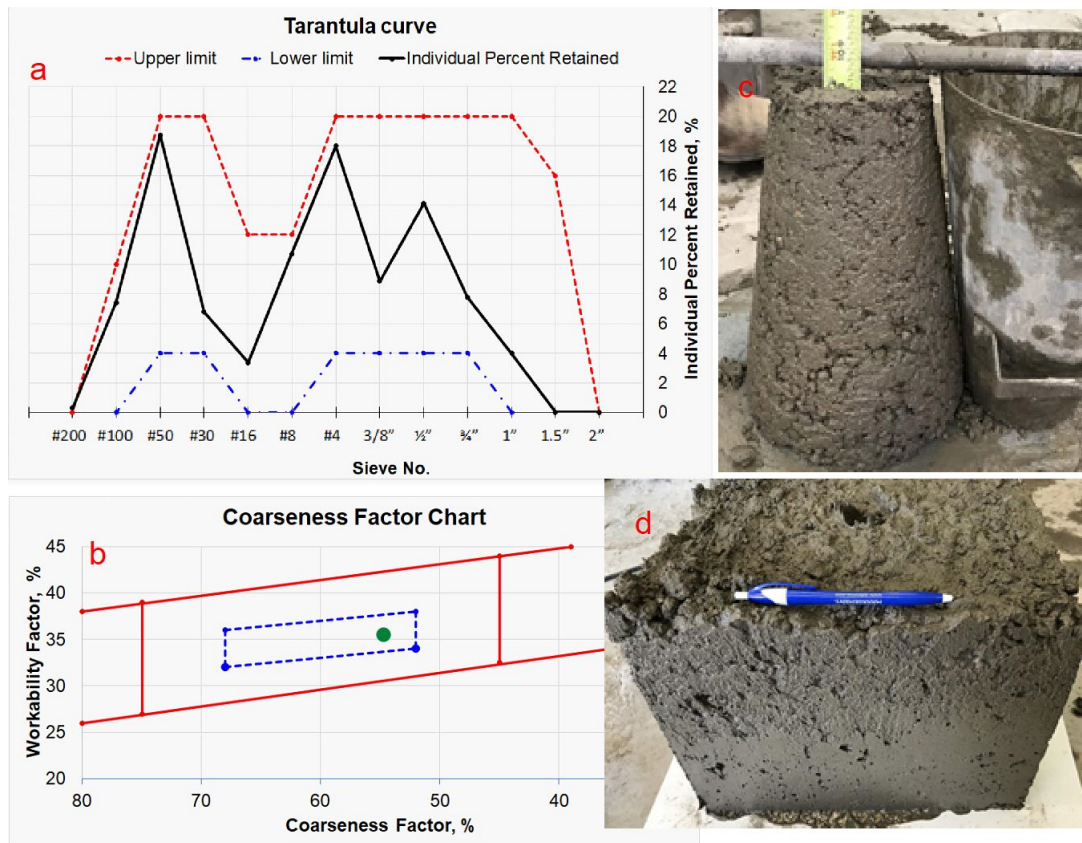 Tarantula curve
Upper limit Lower limit Individual Percent Retained
a
22
20
18
16
14
12
10
8
6
4
2
0
Individual Percent Retained, %
#200 #100 #50 #30 #16 #8 #4 3/8” ½” ¾” 1” 1.5” 2”
Sieve No.
c
Coarseness Factor Chart
b
45
40
35
30
25
20
Workability Factor, %
80 70 60 50 40
Coarseness Factor, %
d